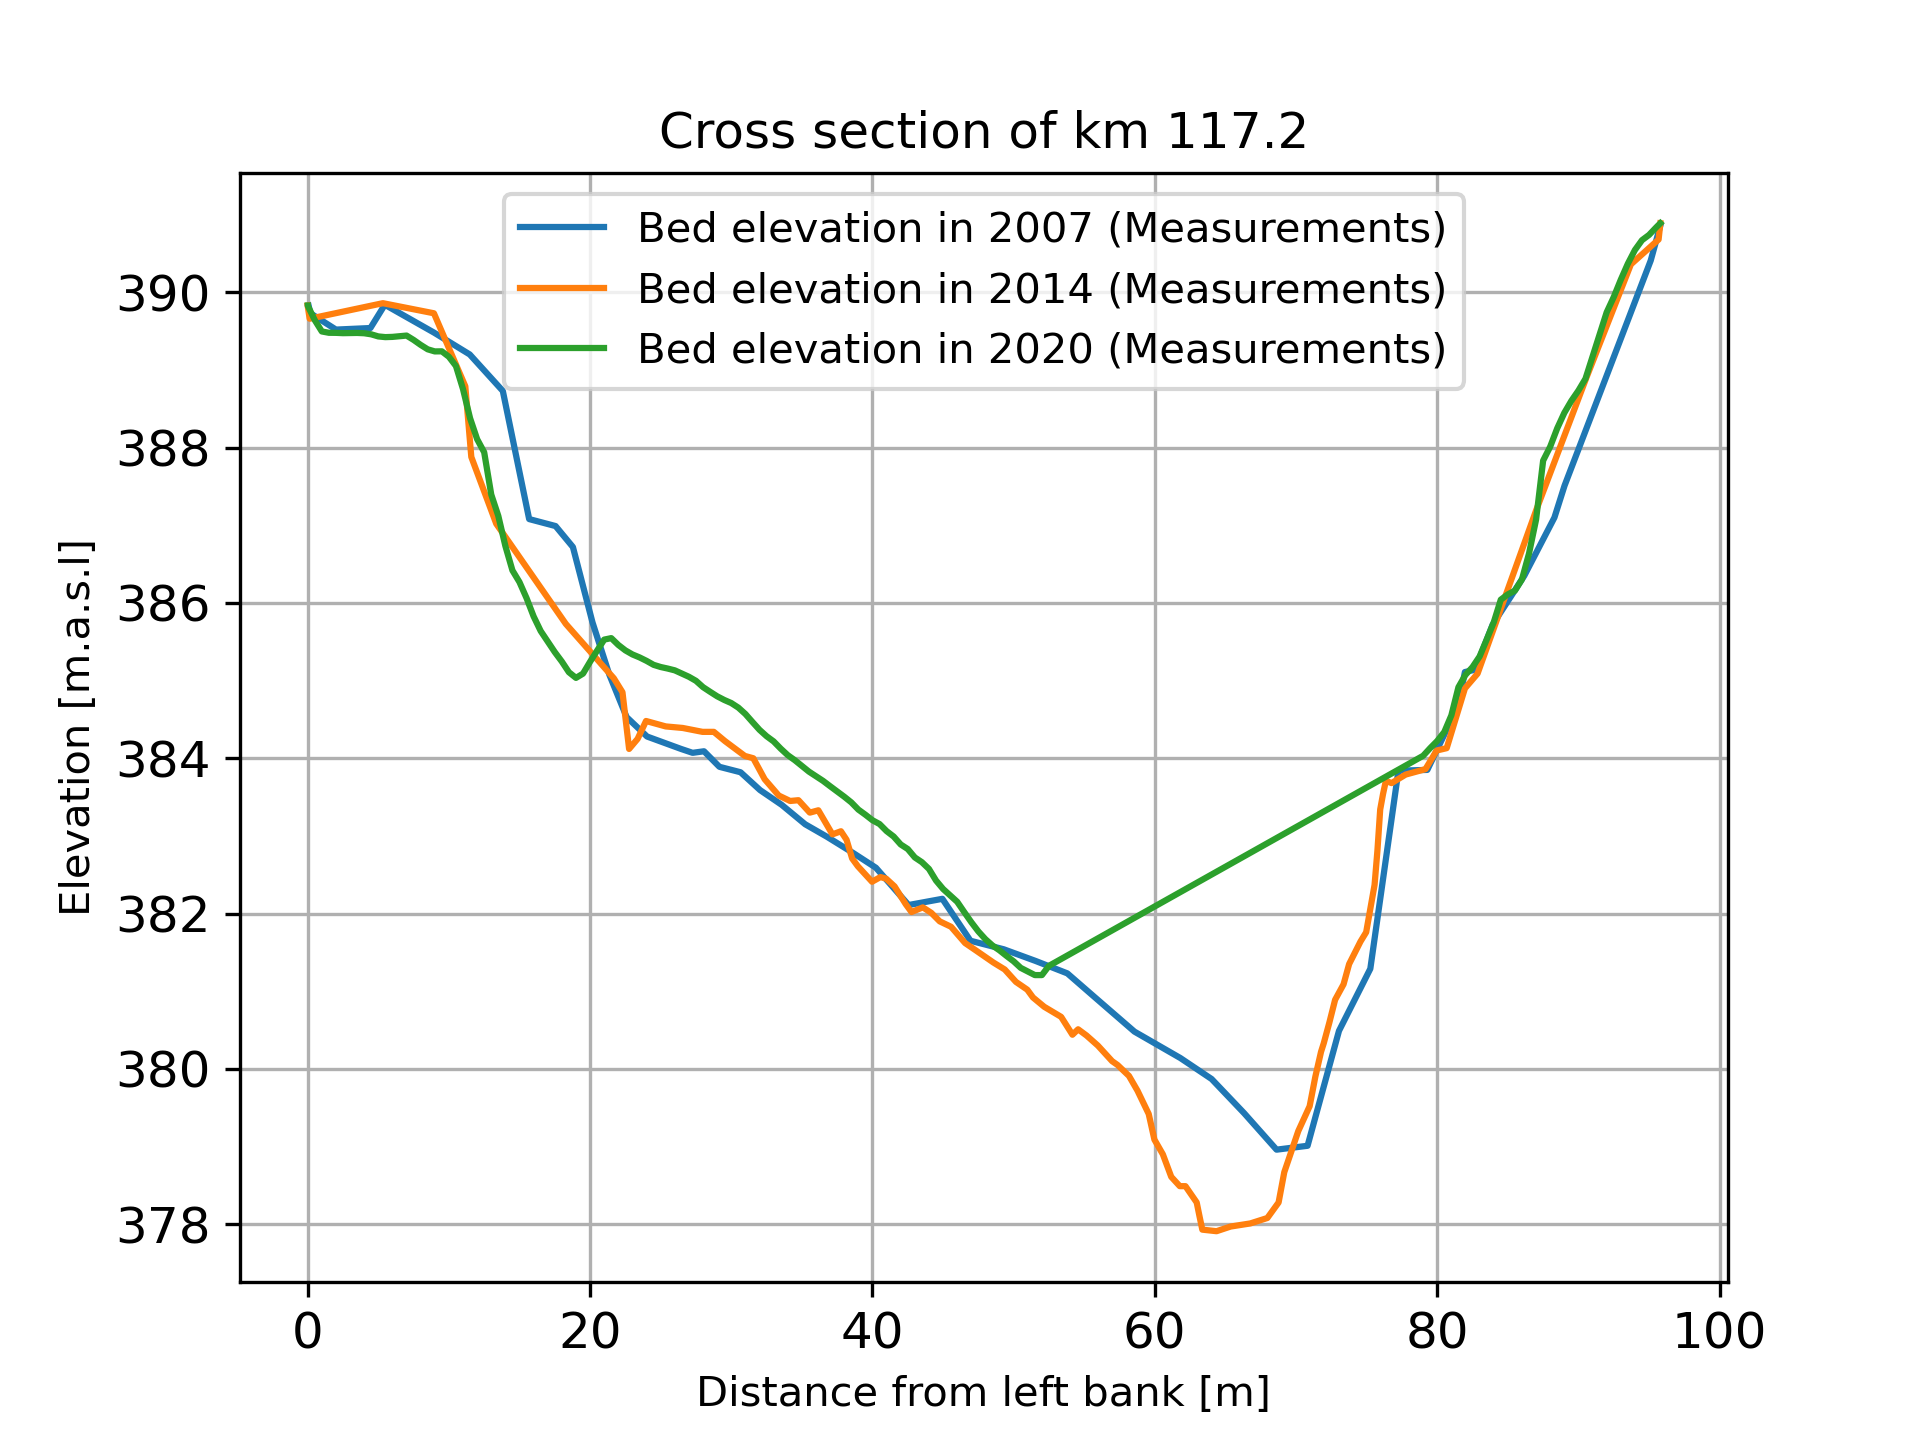 Cross section of km 117.2
Bed elevation in 2007 (Measurements)
Bed elevation in 2014 (Measurements)
Bed elevation in 2020 (Measurements)
390
388
386
384
382
380
378
Elevation [m.a.s.l]
0 20 40 60 80 100
Distance from left bank [m]